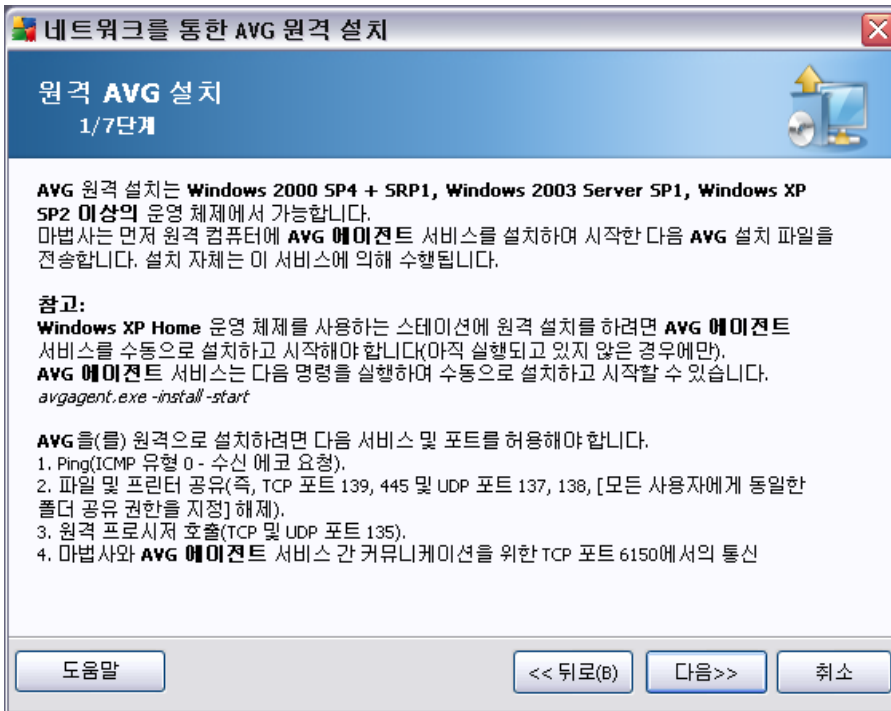 네트워크를 통한 AVG 원격 설치
원격 AVG 설치
1/7단계
AVG 원격 설치는 Windows 2000 SP4 + SRP1, Windows 2003 Server SP1, Windows XP
SP2 이상의 운영 체제에서 가능합니다.
마법사는 먼저 원격 컴퓨터에 AVG 에이전트 서비스를 설치하여 시작한 다음 AVG 설치 파일을
전송합니다. 설치 자체는 이 서비스에 의해 수행됩니다.
참고:
Windows XP Home 운영 체제를 사용하는 스테이션에 원격 설치를 하려면 AVG 에이전트
서비스를 수동으로 설치하고 시작해야 합니다(아직 실행되고 있지 않은 경우에만).
AVG 에이전트 서비스는 다음 명령을 실행하여 수동으로 설치하고 시작할 수 있습니다.
avgagent.exe -install -start
AVG을(를) 원격으로 설치하려면 다음 서비스 및 포트를 허용해야 합니다.
1. Ping(ICMP 유형 0 - 수신 에코 요청).
2. 파일 및 프린터 공유(즉, TCP 포트 139, 445 및 UDP 포트 137, 138, [모든 사용자에게 동일한
폴더 공유 권한을 지정] 해제).
3. 원격 프로시저 호출(TCP 및 UDP 포트 135).
4. 마법사와 AVG 에이전트 서비스 간 커뮤니케이션을 위한 TCP 포트 6150에서의 통신
도움말
<< 뒤로(B)
다음>>
취소